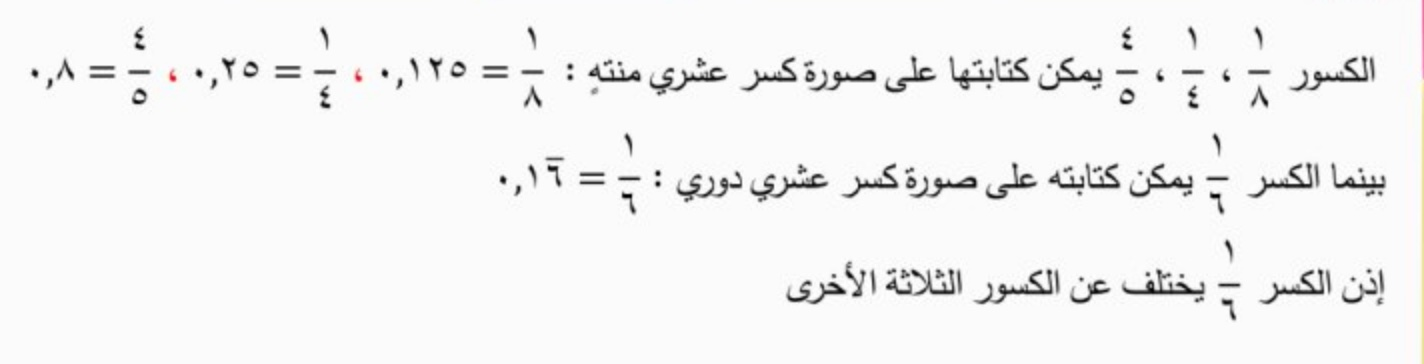 الكسور ١/٨ ، ١/٤ ، ٤/٥ يمكن كتابتها على صورة كسر عشري منتهٍ : ١/٨ = ٠,١٢٥ ، ١/٤ = ٠,٢٥ ، ٤/٥ = ٠,٨
بينما الكسر ١/٦ يمكن كتابته على صورة كسر عشري دوري : ١/٦ = ٠,١٦̅
إذن الكسر ١/٦ يختلف عن الكسور الثلاثة الأخرى